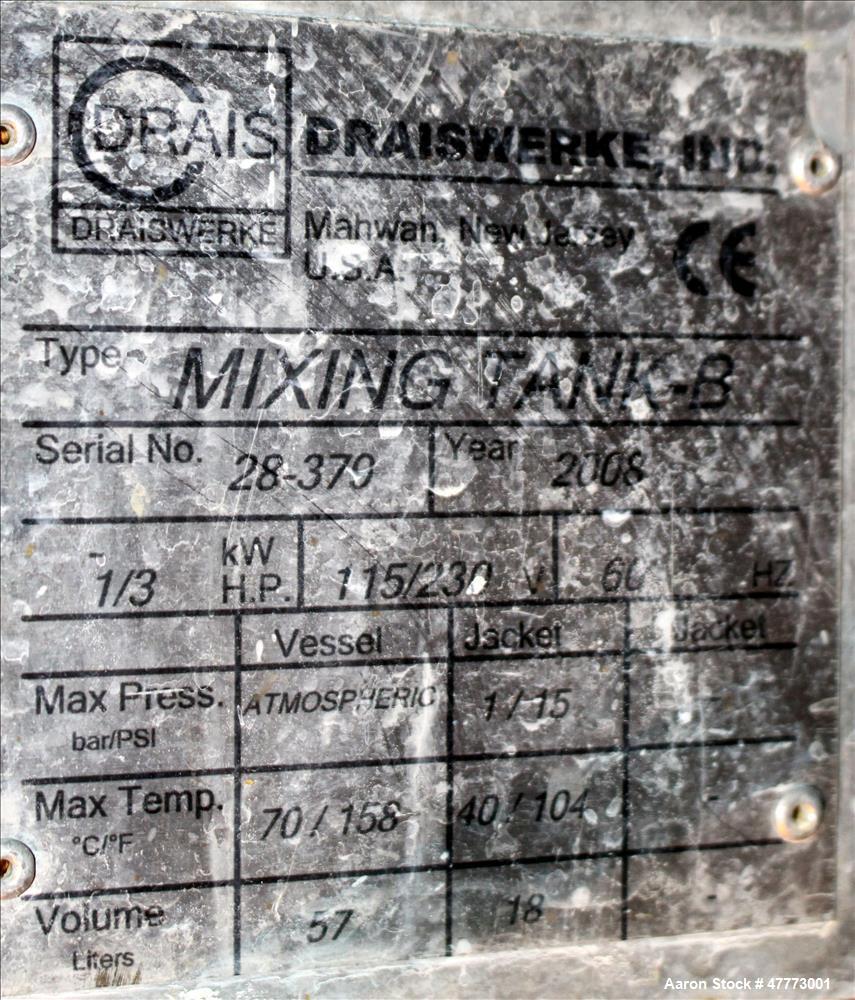 DRAIS
DRAISWERKE
DRAISWERKE, INC.
Mahwah, New Jersey
U.S.A.
CE
Type MIXING TANK-B
Serial No. 28-379 Year 2008
- kW
1/3 H.P. 115/230 V 60 HZ
Vessel Jacket Jacket
Max Press. ATMOSPHERIC 1 / 15 -
bar/PSI
Max Temp. 70 / 158 40 / 104 -
°C/°F
Volume 57 18 -
Liters
Aaron Stock # 47773001